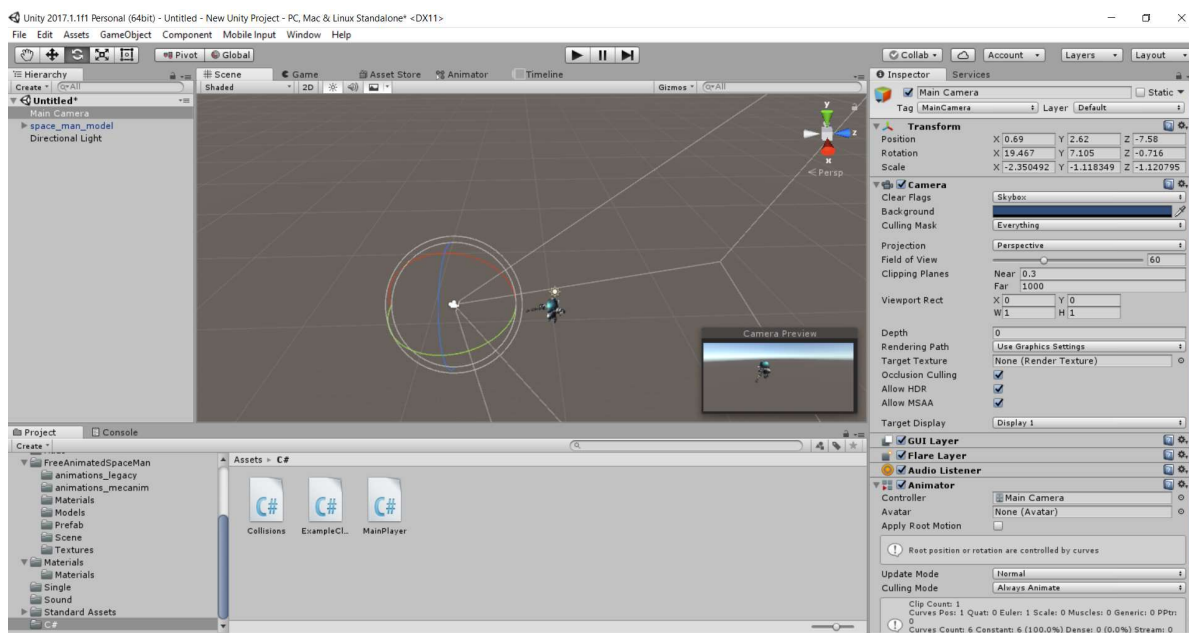 Unity 2017.1.1f1 Personal (64bit) - Untitled - New Unity Project - PC, Mac & Linux Standalone* <DX11>
File Edit Assets GameObject Component Mobile Input Window Help
Pivot Global Collab Account Layers Layout
Hierarchy
Create All
Untitled*
Main Camera
space_man_model
Directional Light
Scene Game Asset Store Animator Timeline
Shaded 2D Gizmos All
y
z
x
Persp
Camera Preview
Inspector Services
Main Camera Static
Tag MainCamera Layer Default
Transform
Position X 0.69 Y 2.62 Z -7.58
Rotation X 19.467 Y 7.105 Z -0.716
Scale X -2.350492 Y -1.118349 Z -1.120795
Camera
Clear Flags Skybox
Background
Culling Mask Everything
Projection Perspective
Field of View 60
Clipping Planes Near 0.3
Far 1000
Viewport Rect X 0 Y 0
W 1 H 1
Depth 0
Rendering Path Use Graphics Settings
Target Texture None (Render Texture)
Occlusion Culling
Allow HDR
Allow MSAA
Target Display Display 1
GUI Layer
Flare Layer
Audio Listener
Animator
Controller Main Camera
Avatar None (Avatar)
Apply Root Motion
Root position or rotation are controlled by curves
Update Mode Normal
Culling Mode Always Animate
Clip Count: 1
Curves Pos: 1 Quat: 0 Euler: 1 Scale: 0 Muscles: 0 Generic: 0 PPtr:
0
Curves Count: 6 Constant: 6 (100.0%) Dense: 0 (0.0%) Stream: 0
Project Console
Create
FreeAnimatedSpaceMan
animations_legacy
animations_mecanim
Materials
Models
Prefab
Scene
Textures
Materials
Materials
Single
Sound
Standard Assets
C#
Assets C#
C# C# C#
Collisions ExampleCl... MainPlayer